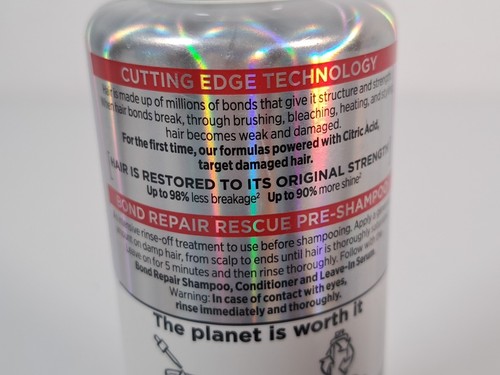 CUTTING EDGE TECHNOLOGY
Hair is made up of millions of bonds that give it structure and strength.
When hair bonds break, through brushing, bleaching, heating, and
hair becomes weak and damaged.
For the first time, our formulas powered with Citric Acid,
target damaged hair.
HAIR IS RESTORED TO ITS ORIGINAL STRENGTH
Up to 98% less breakage² Up to 90% more shine²
BOND REPAIR RESCUE PRE-SHAMPOO
rinse-off treatment to use before shampooing. Apply a
on damp hair, from scalp to ends until hair is thoroughly
Leave on for 5 minutes and then rinse thoroughly. Follow with
Bond Repair Shampoo, Conditioner and Leave-In Serum.
Warning: In case of contact with eyes,
rinse immediately and thoroughly.
The planet is worth it